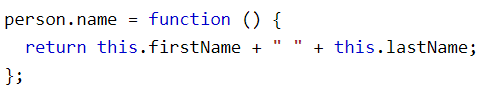 person.name = function () {
  return this.firstName + " " + this.lastName;
};